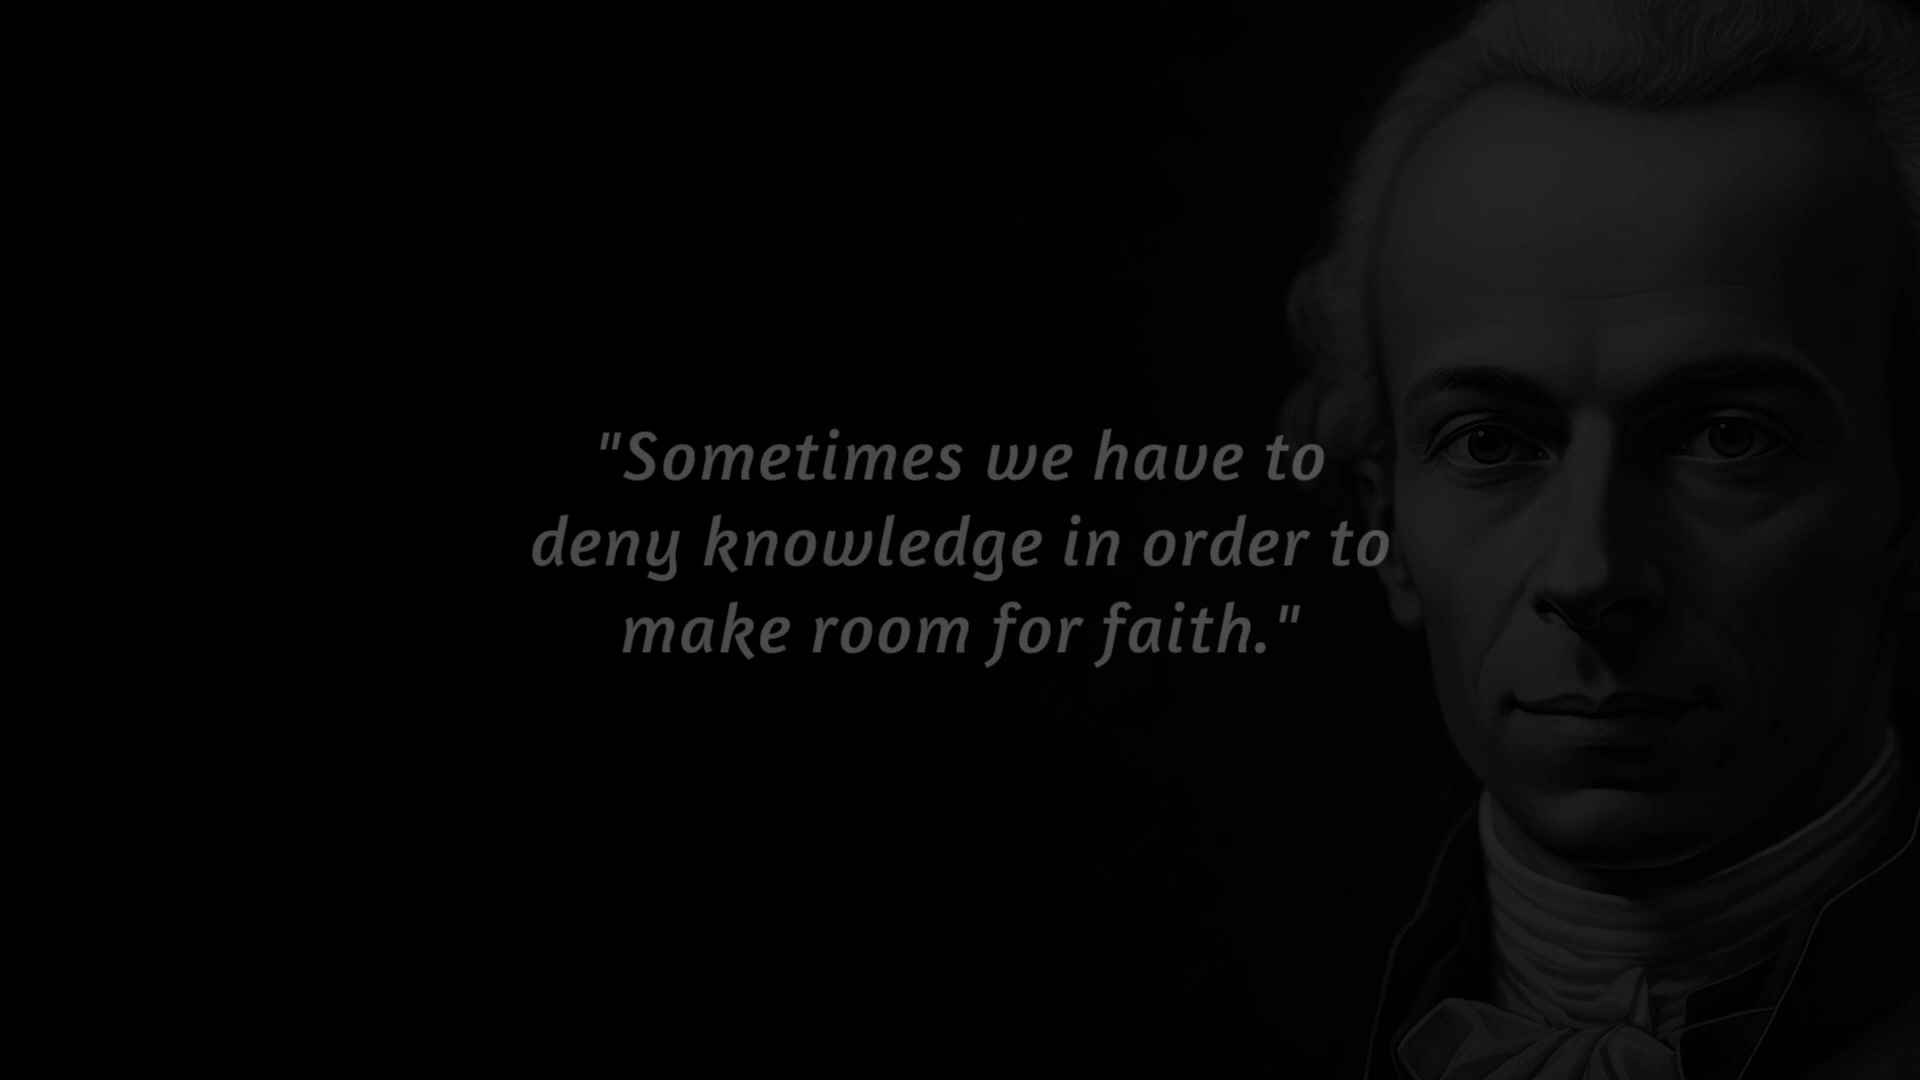 "Sometimes we have to
deny knowledge in order to
make room for faith."